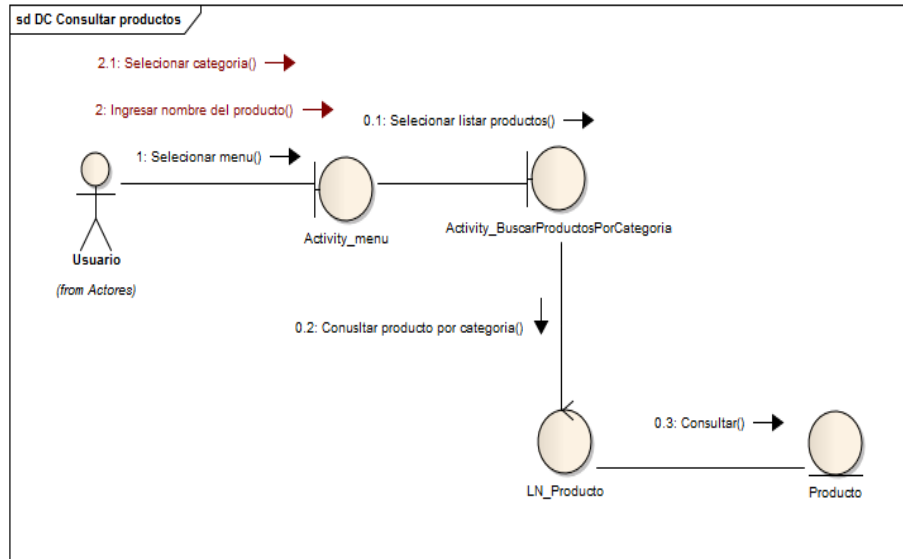 sd DC Consultar productos
2.1: Selecionar categoria()
2: Ingresar nombre del producto()
0.1: Selecionar listar productos()
1: Selecionar menu()
Activity_menu
Activity_BuscarProductosPorCategoria
Usuario
(from Actores)
0.2: Conusltar producto por categoria()
0.3: Consultar()
LN_Producto
Producto